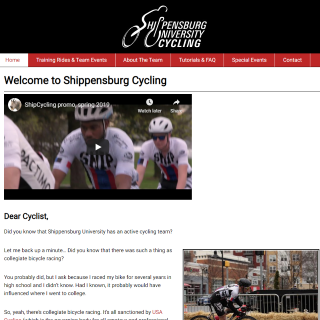 SHIPPENSBURG
UNIVERSITY
CYCLING
Home
Training Rides & Team Events
About The Team
Tutorials & FAQ
Special Events
Contact
Welcome to Shippensburg Cycling
ShipCycling promo, spring 2019
Watch later
Share
SHIP
Dear Cyclist,
Did you know that Shippensburg University has an active cycling team?
Let me back up a minute... Did you know that there was such a thing as
collegiate bicycle racing?
You probably did, but I ask because I raced my bike for several years in
high school and I didn't know. Had I known, it probably would have
influenced where I went to college.
So, yeah, there's collegiate bicycle racing. It's all sanctioned by USA